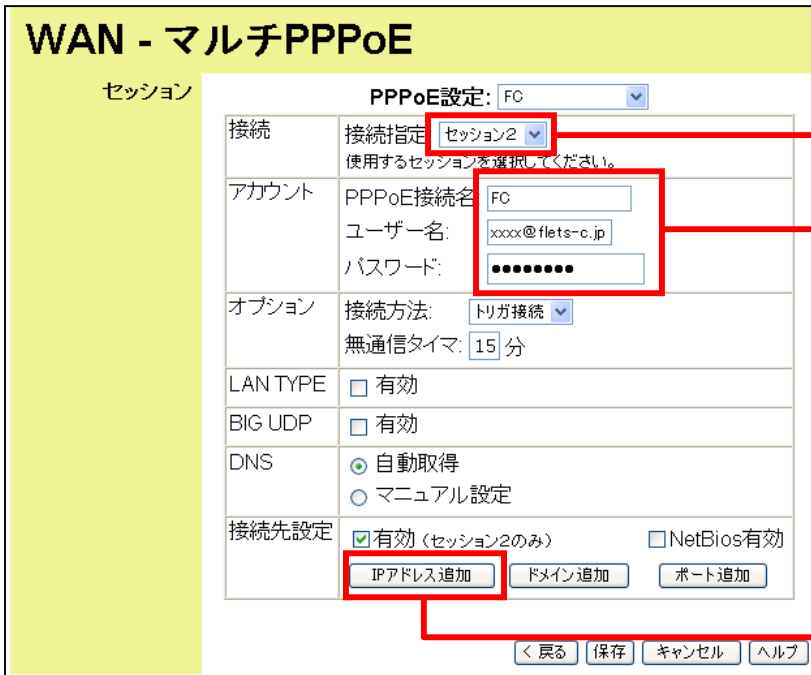 WAN - マルチPPPoE
セッション
PPPoE設定: FC
接続
接続指定 セッション2
使用するセッションを選択してください。
アカウント
PPPoE接続名 FC
ユーザー名: xxxx@flets-c.jp
パスワード: ●●●●●●●●
オプション
接続方法: トリガ接続
無通信タイマ: 15 分
LAN TYPE 有効
BIG UDP 有効
DNS 自動取得
マニュアル設定
接続先設定 有効 (セッション2のみ) NetBios有効
IPアドレス追加 ドメイン追加 ポート追加
< 戻る 保存 キャンセル ヘルプ